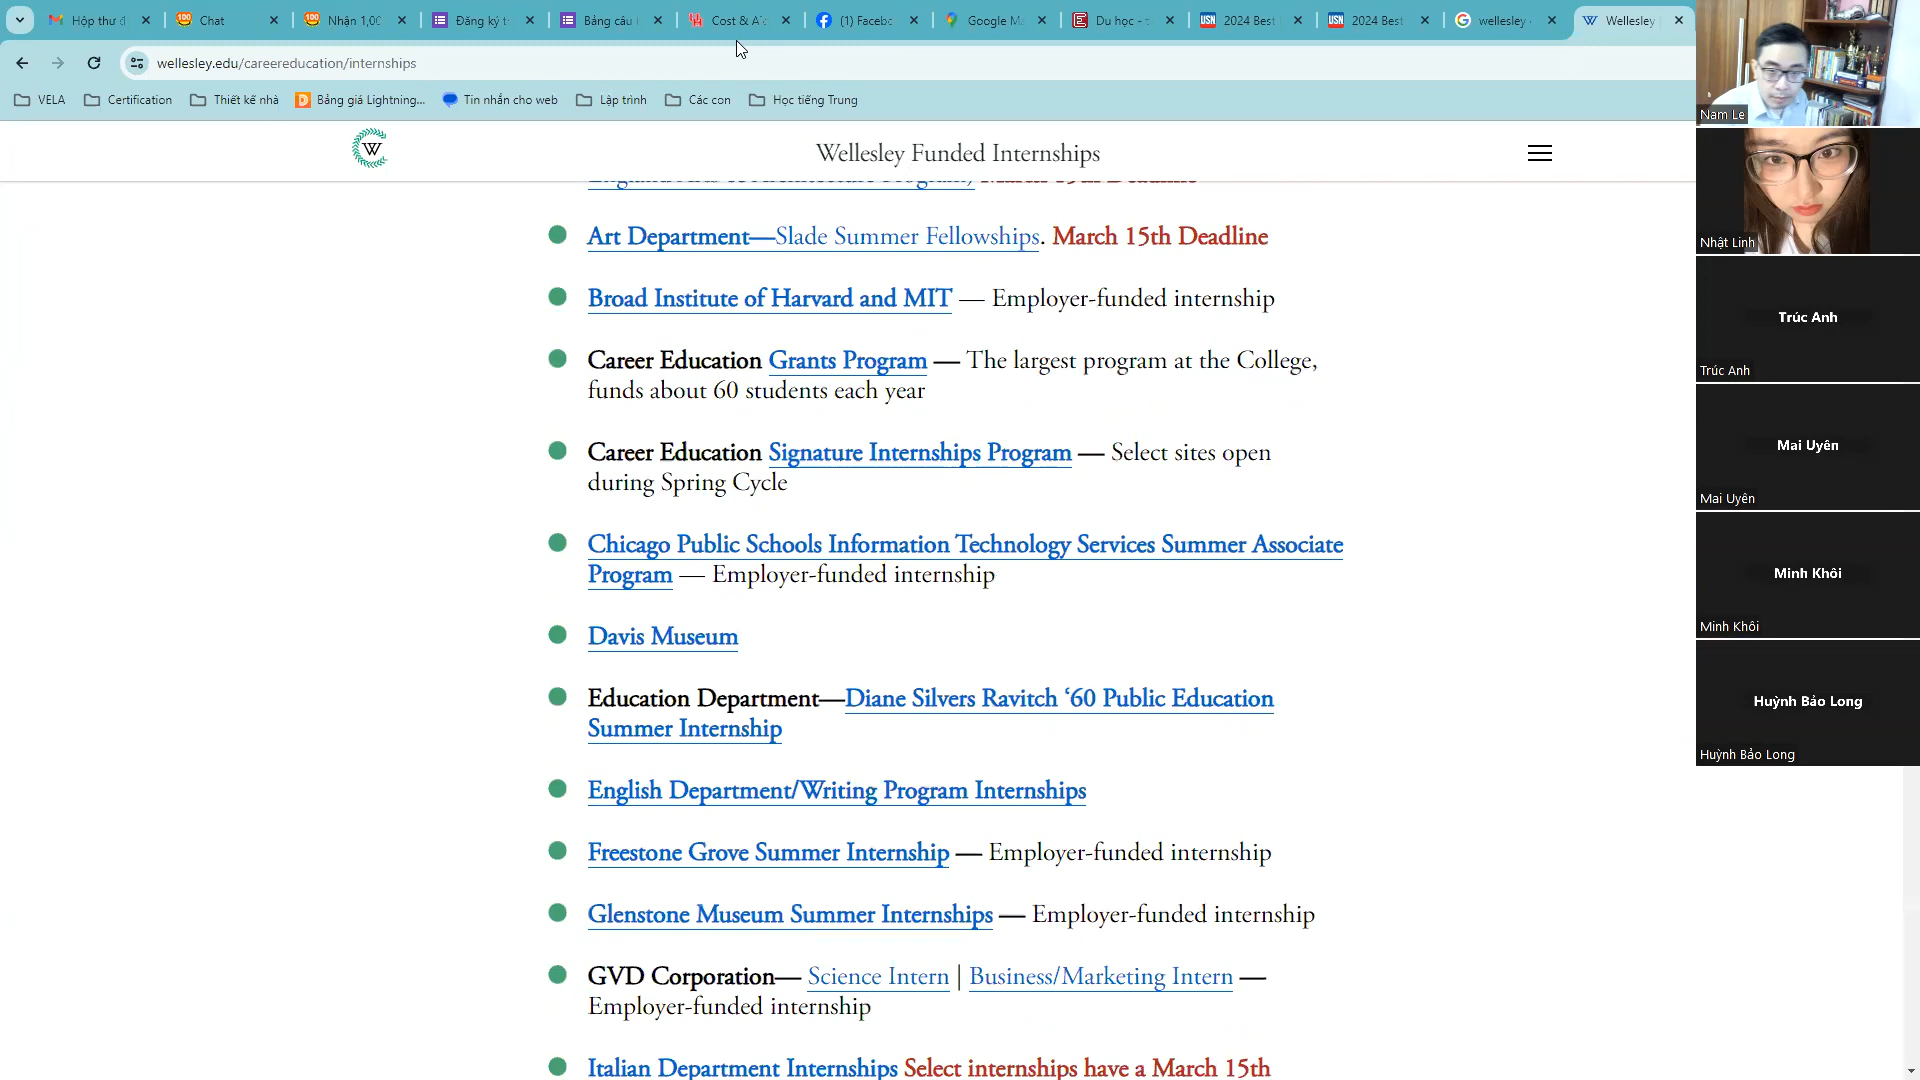 Hộp thư đ
Chat
Nhận 1,00
Đăng ký t
Bảng câu
Cost & Aid
(1) Facebo
Google Ma
Du học - t
2024 Best
2024 Best
wellesley
Wellesley
wellesley.edu/careereducation/internships
VELA
Certification
Thiết kế nhà
Bảng giá Lightning...
Tin nhắn cho web
Lập trình
Các con
Học tiếng Trung
W
Wellesley Funded Internships
Art Department—Slade Summer Fellowships. March 15th Deadline
Broad Institute of Harvard and MIT — Employer-funded internship
Career Education Grants Program — The largest program at the College,
funds about 60 students each year
Career Education Signature Internships Program — Select sites open
during Spring Cycle
Chicago Public Schools Information Technology Services Summer Associate
Program — Employer-funded internship
Davis Museum
Education Department—Diane Silvers Ravitch ‘60 Public Education
Summer Internship
English Department/Writing Program Internships
Freestone Grove Summer Internship — Employer-funded internship
Glenstone Museum Summer Internships — Employer-funded internship
GVD Corporation— Science Intern | Business/Marketing Intern —
Employer-funded internship
Italian Department Internships Select internships have a March 15th
Nam Le
Nhật Linh
Trúc Anh
Trúc Anh
Mai Uyên
Mai Uyên
Minh Khôi
Minh Khôi
Huỳnh Bảo Long
Huỳnh Bảo Long